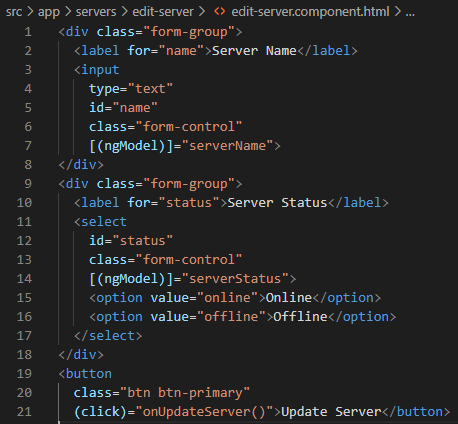 src > app > servers > edit-server > <> edit-server.component.html > ...
1 <div class="form-group">
2   <label for="name">Server Name</label>
3   <input
4     type="text"
5     id="name"
6     class="form-control"
7     [(ngModel)]="serverName">
8 </div>
9 <div class="form-group">
10   <label for="status">Server Status</label>
11   <select
12     id="status"
13     class="form-control"
14     [(ngModel)]="serverStatus">
15     <option value="online">Online</option>
16     <option value="offline">Offline</option>
17   </select>
18 </div>
19 <button
20   class="btn btn-primary"
21   (click)="onUpdateServer()">Update Server</button>